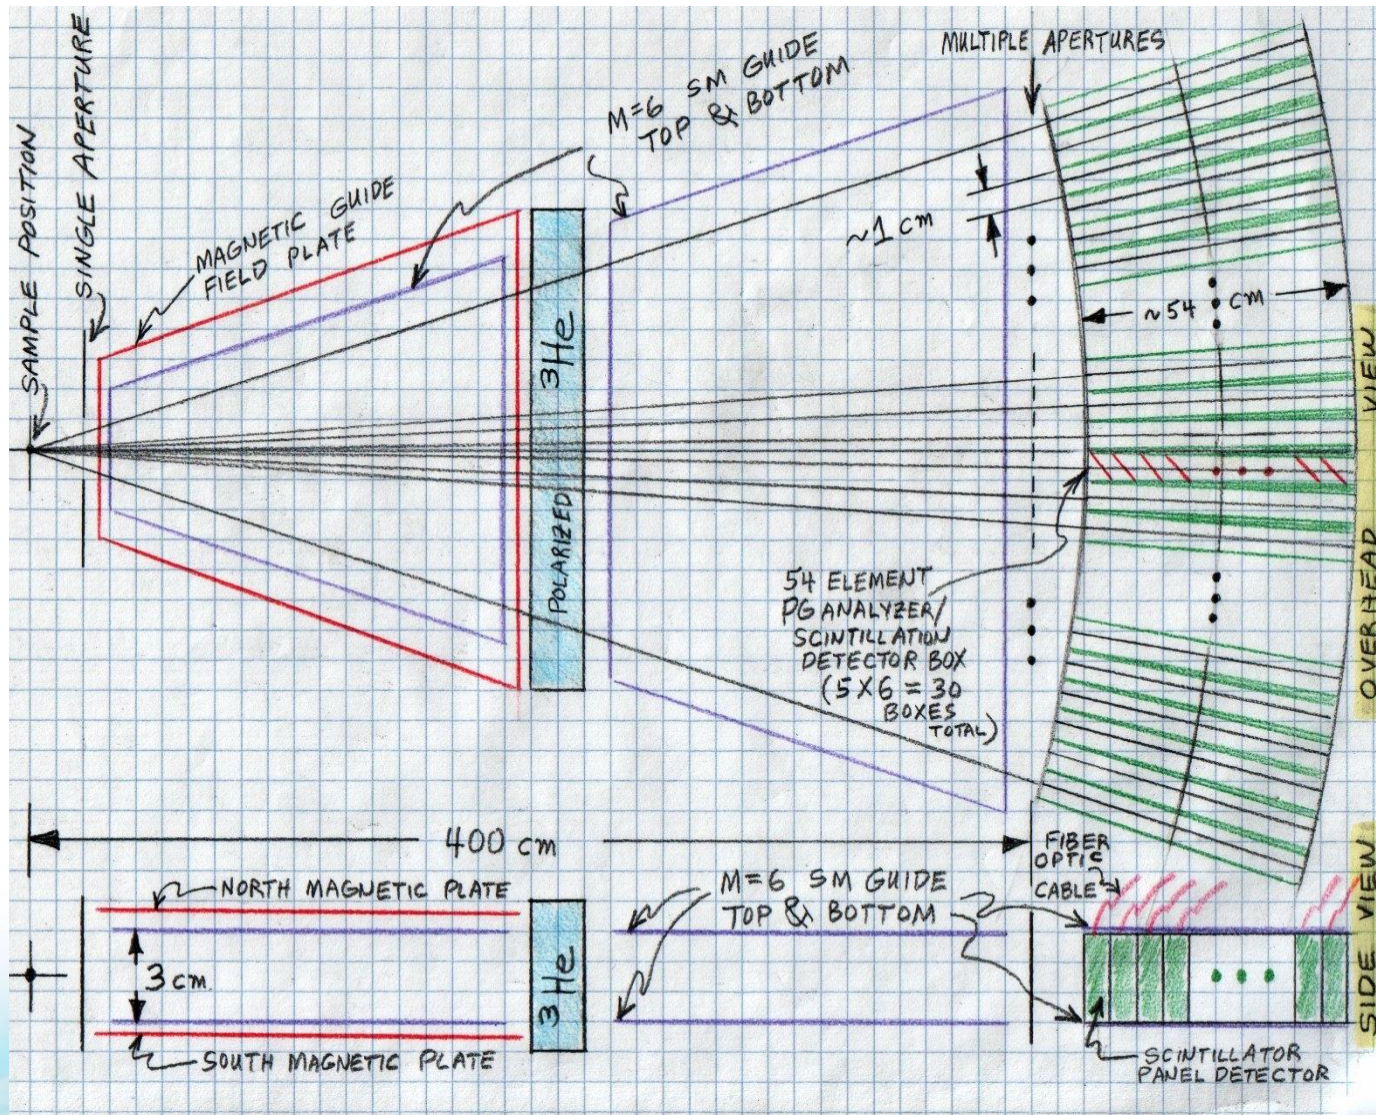 SAMPLE POSITION
SINGLE APERTURE
MAGNETIC GUIDE
FIELD PLATE
M=6 SM GUIDE
TOP & BOTTOM
MULTIPLE APERTURES
~1 cm
~54 cm
POLARIZED ³He
54 ELEMENT
PG ANALYZER/
SCINTILLATION
DETECTOR BOX
(5X6=30
BOXES
TOTAL)
OVERHEAD VIEW
400 cm
FIBER
OPTIC
CABLE
NORTH MAGNETIC PLATE
M=6 SM GUIDE
TOP & BOTTOM
3 cm.
³He
SOUTH MAGNETIC PLATE
SCINTILLATOR
PANEL DETECTOR
SIDE VIEW